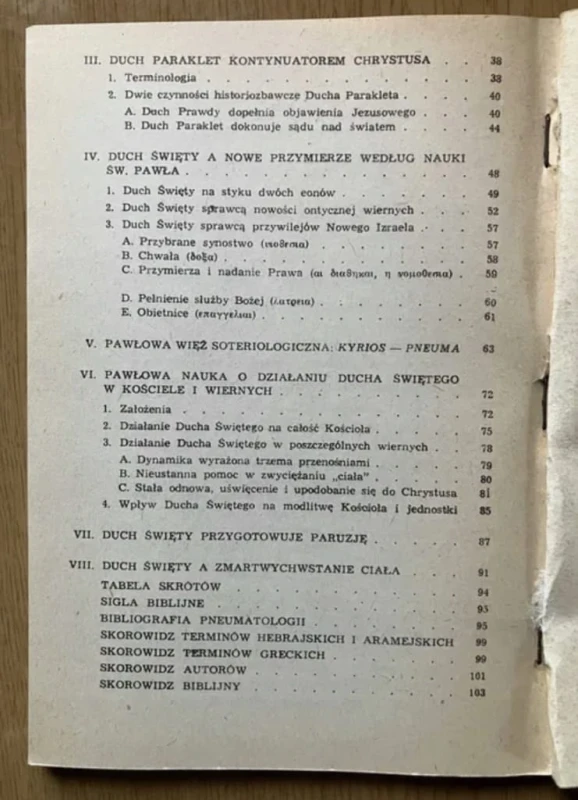 III. DUCH PARAKLET KONTYNUATOREM CHRYSTUSA . . 38
1. Terminologia . . . . . . . . . . . . . 38
2. Dwie czynności historiozbawcze Ducha Parakleta . . . . 40
A. Duch Prawdy dopełnia objawienia Jezusowego . . . 40
B. Duch Paraklet dokonuje sądu nad światem . . . . 44
IV. DUCH ŚWIĘTY A NOWE PRZYMIERZE WEDŁUG NAUKI
ŚW. PAWŁA . . . . . . . . . . . . . . 48
1. Duch Święty na styku dwóch eonów . . . . . . 49
2. Duch Święty sprawcą nowości ontycznej wiernych . . . 52
3. Duch Święty sprawcą przywilejów Nowego Izraela . . . 57
A. Przybrane synostwo (υιοθεσια) . . . . . . . 57
B. Chwała (δοξα) . . . . . . . . . . . . 58
C. Przymierza i nadanie Prawa (αι διαθηκαι, η νομοθεσια) . 59
D. Pełnienie służby Bożej (λατρεια) . . . . . . . 60
E. Obietnice (επαγγελιαι) . . . . . . . . . . 61
V. PAWŁOWA WIĘŹ SOTERIOLOGICZNA: KYRIOS — PNEUMA 63
VI. PAWŁOWA NAUKA O DZIAŁANIU DUCHA ŚWIĘTEGO
W KOŚCIELE I WIERNYCH . . . . . . . . . 72
1. Założenia . . . . . . . . . . . . . . 72
2. Działanie Ducha Świętego na całość Kościoła . . . . . 75
3. Działanie Ducha Świętego w poszczególnych wiernych . . 78
A. Dynamika wyrażona trzema przenośniami . . . . . 79
B. Nieustanna pomoc w zwyciężaniu „ciała” . . . . . 80
C. Stała odnowa, uświęcenie i upodobanie się do Chrystusa 81
4. Wpływ Ducha Świętego na modlitwę Kościoła i jednostki 85
VII. DUCH ŚWIĘTY PRZYGOTOWUJE PARUZJĘ . . . . . 87
VIII. DUCH ŚWIĘTY A ZMARTWYCHWSTANIE CIAŁA . . . 91
TABELA SKRÓTÓW . . . . . . . . . . . . 94
SIGLA BIBLIJNE . . . . . . . . . . . . . 95
BIBLIOGRAFIA PNEUMATOLOGII . . . . . . . . 95
SKOROWIDZ TERMINÓW HEBRAJSKICH I ARAMEJSKICH 99
SKOROWIDZ TERMINÓW GRECKICH . . . . . . . 99
SKOROWIDZ AUTORÓW . . . . . . . . . . . 101
SKOROWIDZ BIBLIJNY . . . . . . . . . . . 103